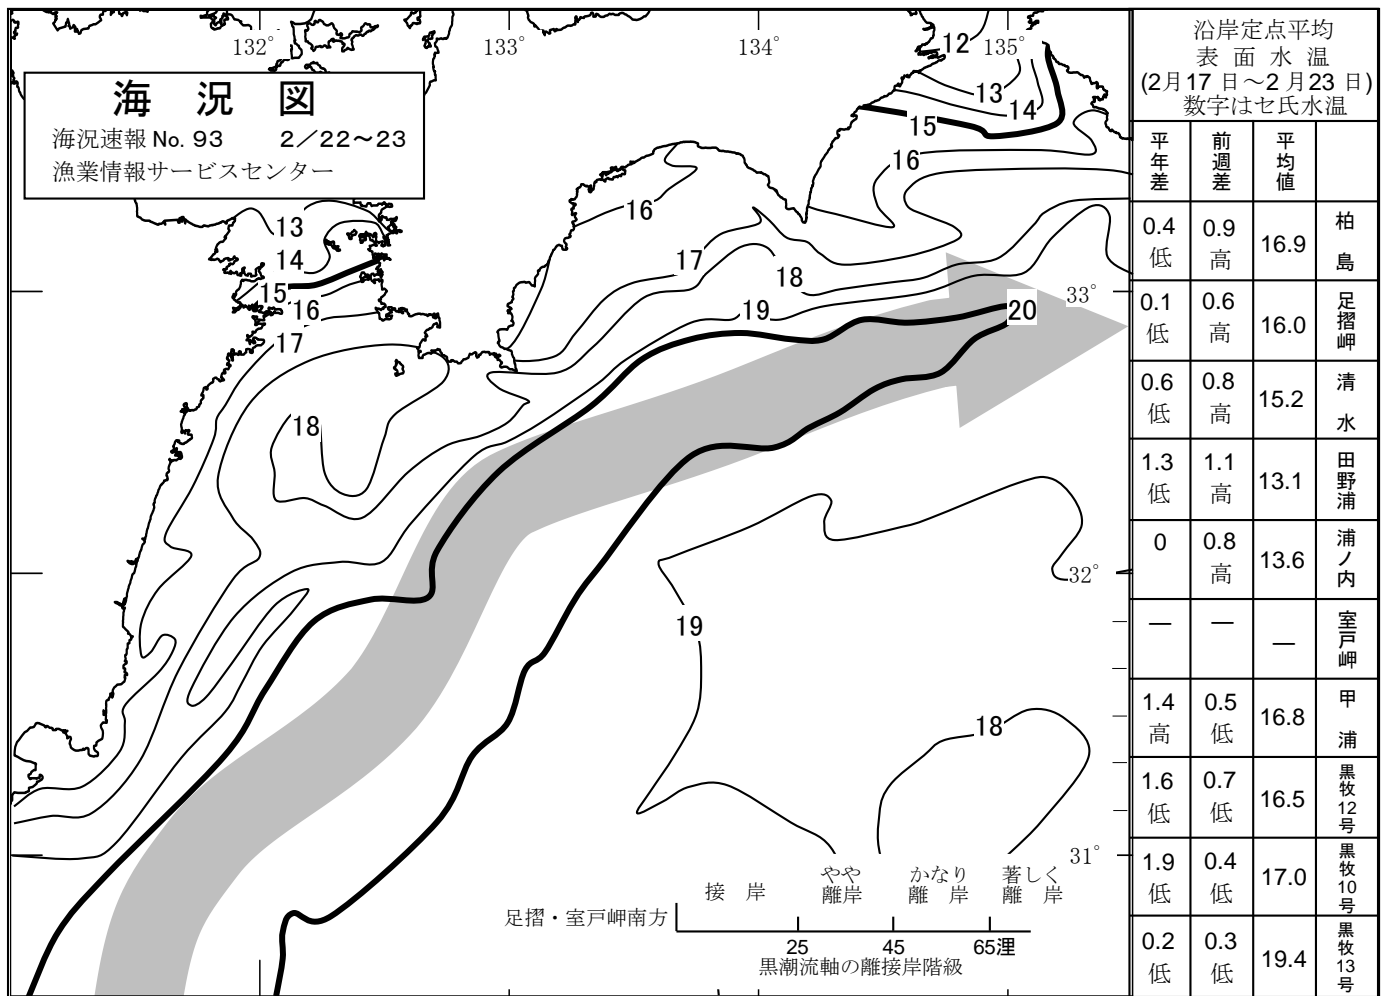 海 況 図
海況速報 No. 93 2／22～23
漁業情報サービスセンター
132°
133°
134°
135°
33°
32°
31°
12
13
14
15
16
13
14
15
16
17
18
16
17
18
19
20
19
18
接 岸
やや
離岸
かなり
離 岸
著しく
離 岸
足摺・室戸岬南方
25 45 65浬
黒潮流軸の離接岸階級
沿岸定点平均
表 面 水 温
(2月17 日～2 月23 日)
数字はセ氏水温
平年差 前週差 平均値
0.4低 0.9高 16.9 柏島
0.1低 0.6高 16.0 足摺岬
0.6低 0.8高 15.2 清水
1.3低 1.1高 13.1 田野浦
0 0.8高 13.6 浦ノ内
— — — 室戸岬
1.4高 0.5低 16.8 甲浦
1.6低 0.7低 16.5 黒牧12号
1.9低 0.4低 17.0 黒牧10号
0.2低 0.3低 19.4 黒牧13号